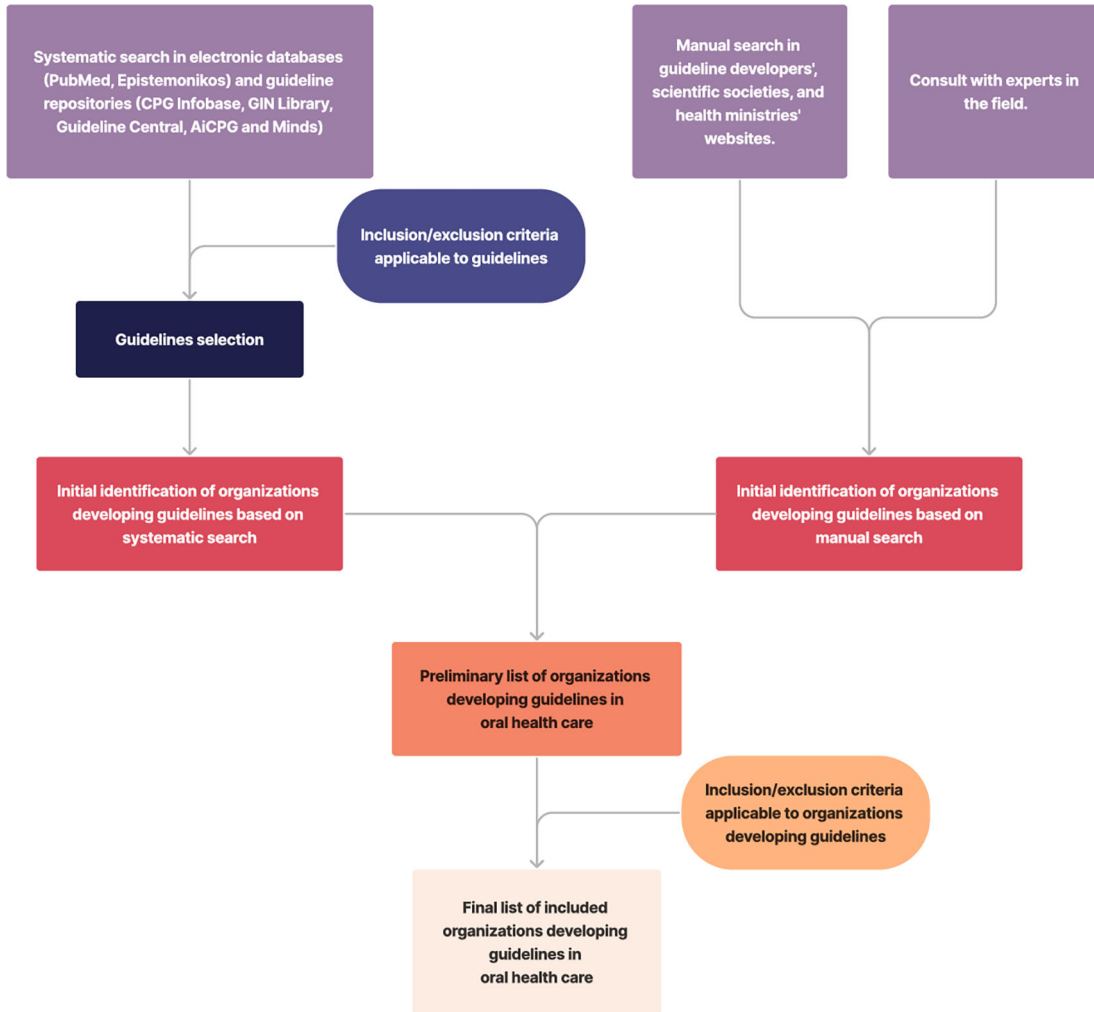 Systematic search in electronic databases
(PubMed, Epistemonikos) and guideline
repositories (CPG Infobase, GIN Library,
Guideline Central, AiCPG and Minds)
Manual search in
guideline developers',
scientific societies, and
health ministries'
websites.
Consult with experts in
the field.
Inclusion/exclusion criteria
applicable to guidelines
Guidelines selection
Initial identification of organizations
developing guidelines based on
systematic search
Initial identification of organizations
developing guidelines based on
manual search
Preliminary list of organizations
developing guidelines in
oral health care
Inclusion/exclusion criteria
applicable to organizations
developing guidelines
Final list of included
organizations developing
guidelines in
oral health care